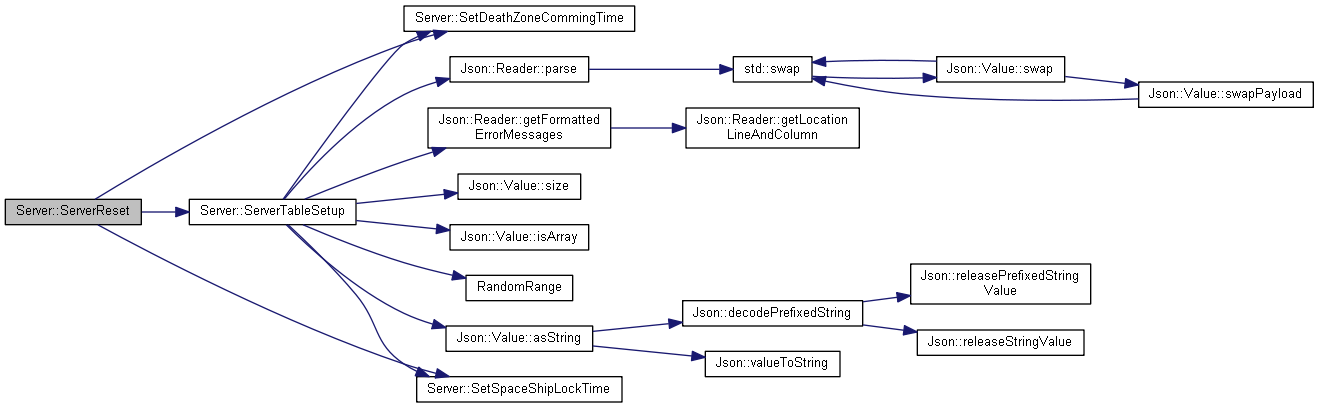 Server::SetDeathZoneCommingTime
Json::Reader::parse
std::swap
Json::Value::swap
Json::Value::swapPayload
Json::Reader::getFormatted
ErrorMessages
Json::Reader::getLocation
LineAndColumn
Json::Value::size
Server::ServerReset
Server::ServerTableSetup
Json::Value::isArray
RandomRange
Json::releasePrefixedString
Value
Json::decodePrefixedString
Json::Value::asString
Json::releaseStringValue
Json::valueToString
Server::SetSpaceShipLockTime